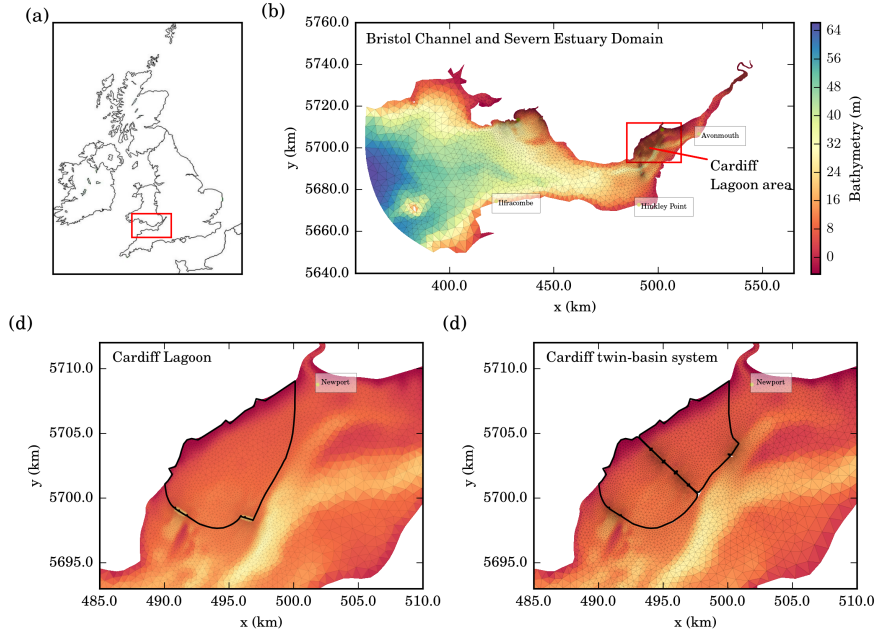 (a)
(b)
Bristol Channel and Severn Estuary Domain
5760.0
5720.0
5700.0
5680.0
5660.0
5640.0
y (km)
400.0
450.0
500.0
550.0
x (km)
Avonmouth
Cardiff
Lagoon area
Ilfracombe
Hinkley Point
64
56
48
40
32
24
16
8
0
Bathymetry (m)
(d)
Cardiff Lagoon
Newport
5710.0
5705.0
5700.0
5695.0
y (km)
485.0
490.0
495.0
500.0
505.0
510.0
x (km)
(d)
Cardiff twin-basin system
Newport
5710.0
5705.0
5700.0
5695.0
y (km)
485.0
490.0
495.0
500.0
505.0
510.0
x (km)